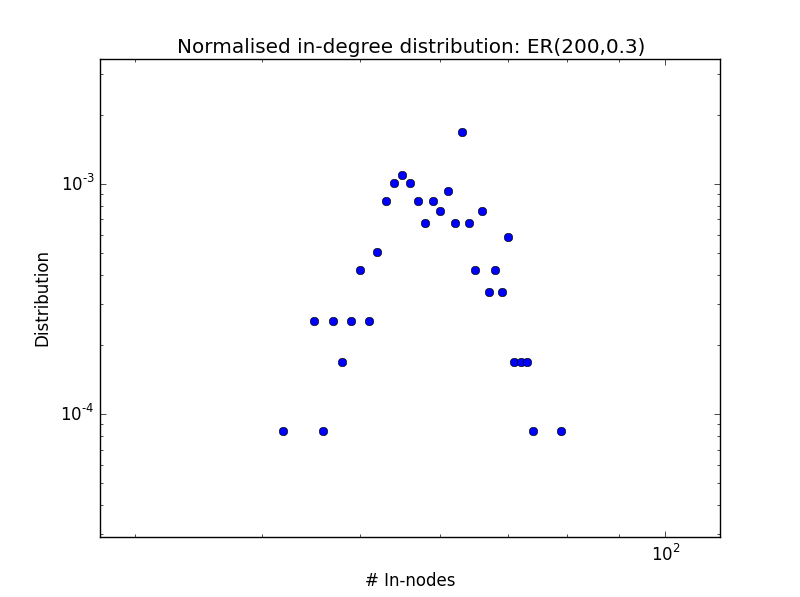 Normalised in-degree distribution: ER(200,0.3)
10^-3
Distribution
10^-4
10^2
# In-nodes